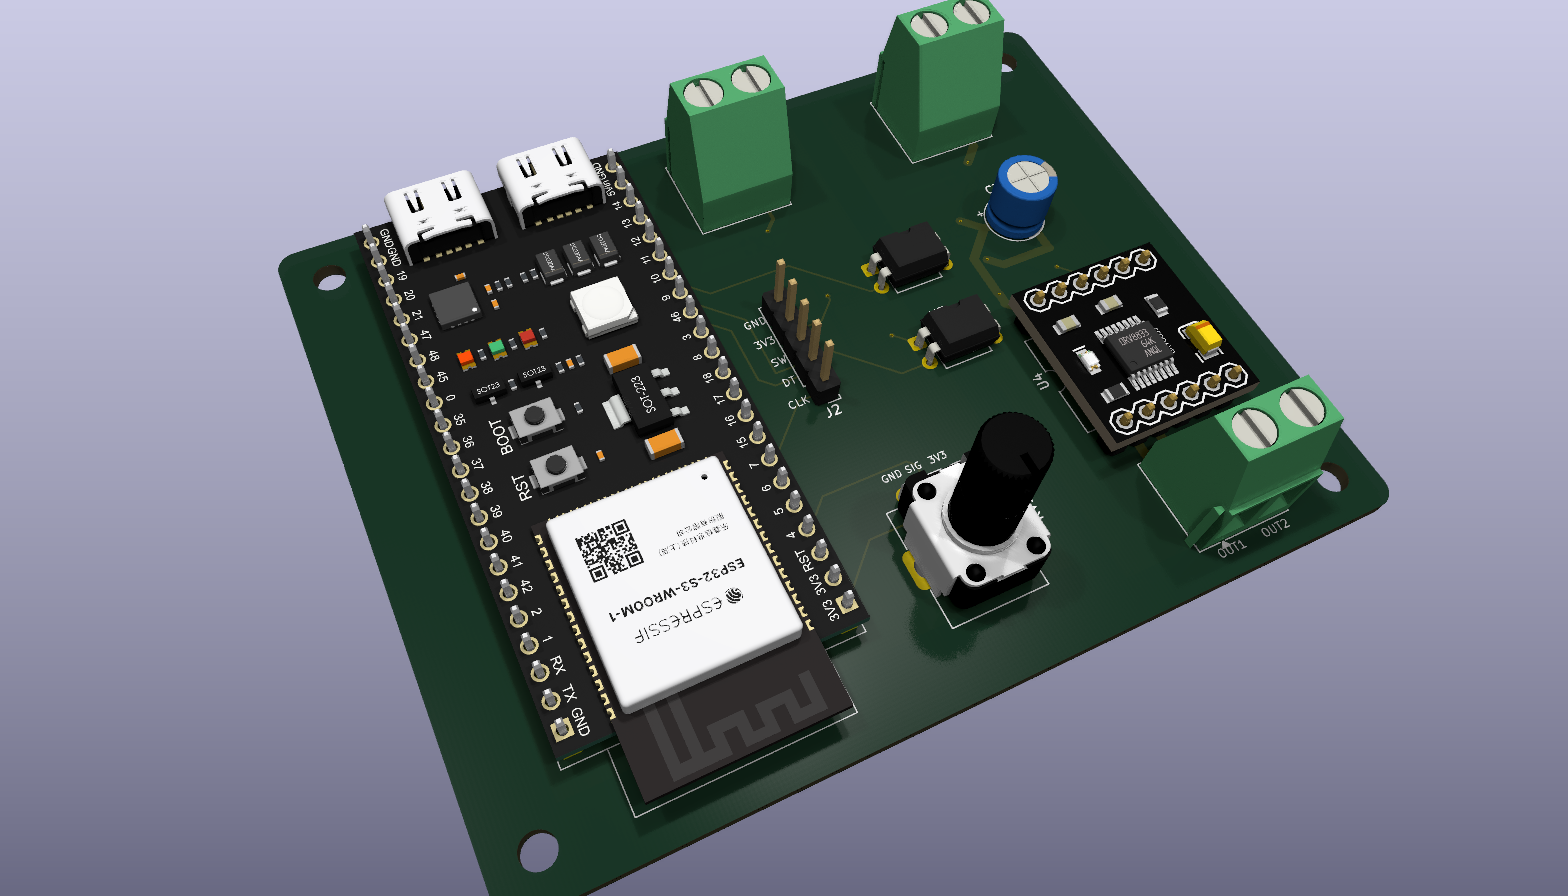 GND
GND
19
20
21
47
48
45
0
35
36
37
38
39
40
41
42
2
1
RX
TX
GND
GND
5VIN
14
13
12
11
10
9
46
3
8
18
17
16
15
7
6
5
4
RST
3V3
3V3
SOT23
SOT23
SOT-223
BOOT
RST
ESP32-S3-WROOM-1
ESPRESSIF
GND
3V3
SW
DT
CLK
J2
GND SIG 3V3
U4
DRV8833
OUT1
OUT2